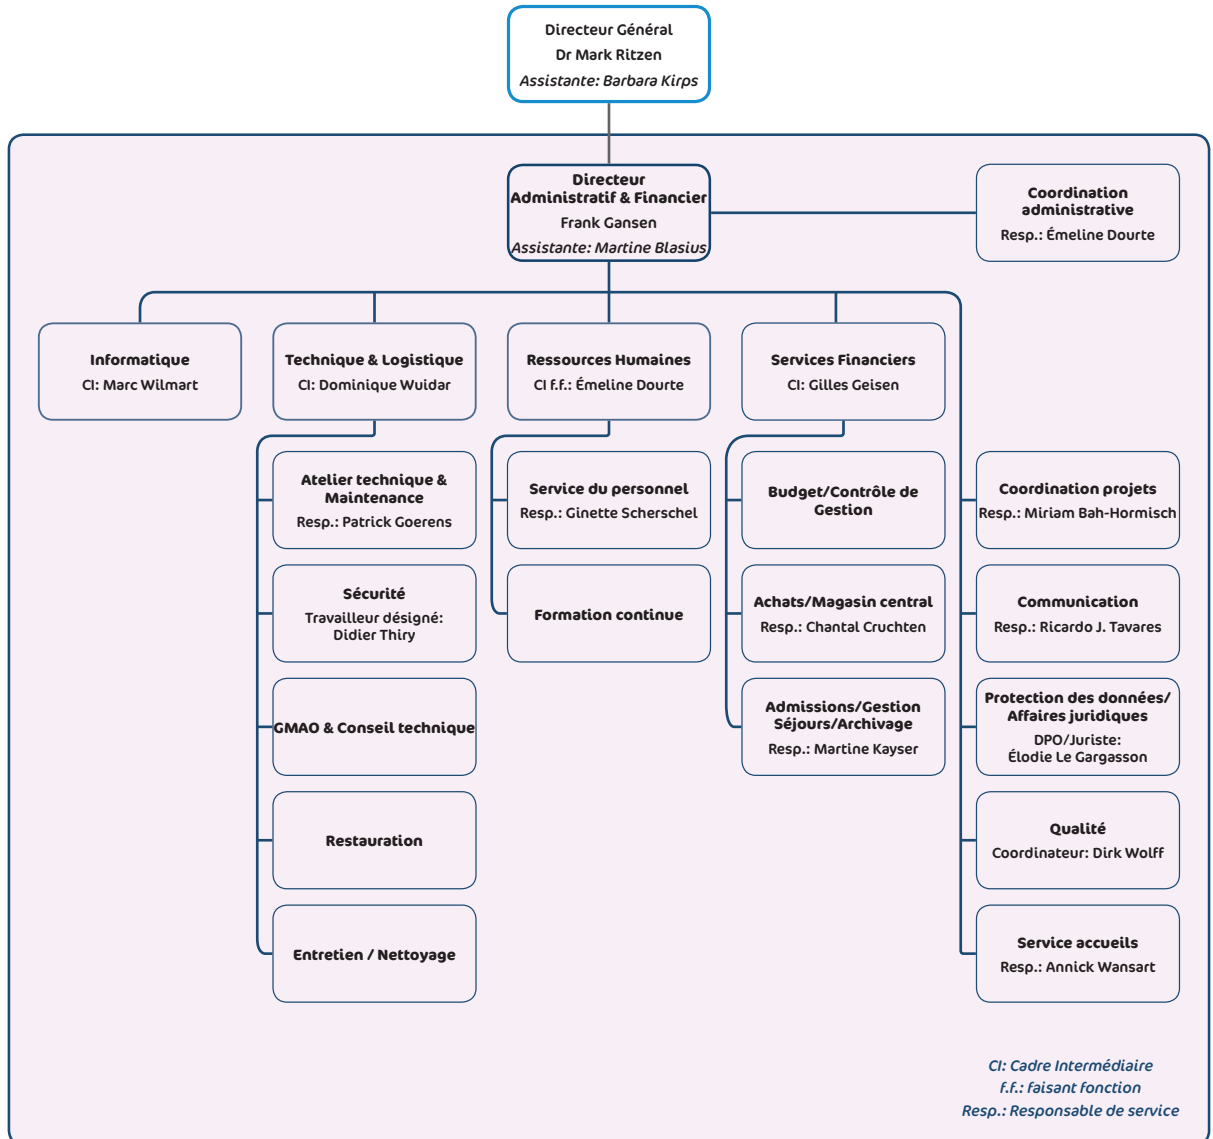 Directeur Général
Dr Mark Ritzen
Assistante: Barbara Kirps
Directeur
Administratif & Financier
Frank Gansen
Assistante: Martine Blasius
Coordination
administrative
Resp.: Émeline Dourte
Informatique
CI: Marc Wilmart
Technique & Logistique
CI: Dominique Wuidar
Ressources Humaines
CI f.f.: Émeline Dourte
Services Financiers
CI: Gilles Geisen
Atelier technique &
Maintenance
Resp.: Patrick Goerens
Sécurité
Travailleur désigné:
Didier Thiry
GMAO & Conseil technique
Restauration
Entretien / Nettoyage
Service du personnel
Resp.: Ginette Scherschel
Formation continue
Budget/Contrôle de
Gestion
Achats/Magasin central
Resp.: Chantal Cruchten
Admissions/Gestion
Séjours/Archivage
Resp.: Martine Kayser
Coordination projets
Resp.: Miriam Bah-Hormisch
Communication
Resp.: Ricardo J. Tavares
Protection des données/
Affaires juridiques
DPO/Juriste:
Élodie Le Gargasson
Qualité
Coordinateur: Dirk Wolff
Service accueils
Resp.: Annick Wansart
CI: Cadre Intermédiaire
f.f.: faisant fonction
Resp.: Responsable de service